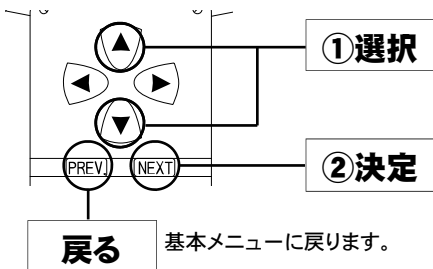 ①選択
PREV.
NEXT
②決定
戻る
基本メニューに戻ります。